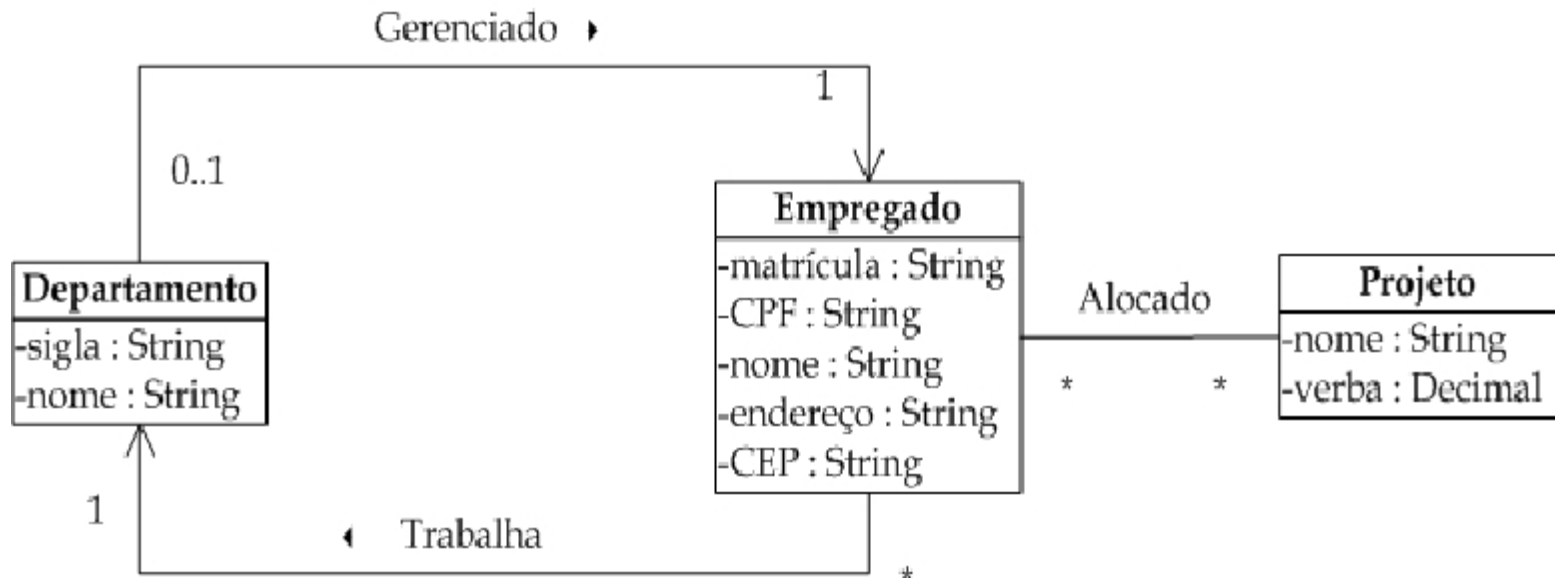 Gerenciado
1
0..1
Departamento
-sigla : String
-nome : String
Empregado
-matrícula : String
-CPF : String
-nome : String
-endereço : String
-CEP : String
Alocado
*
*
Projeto
-nome : String
-verba : Decimal
1
Trabalha
*